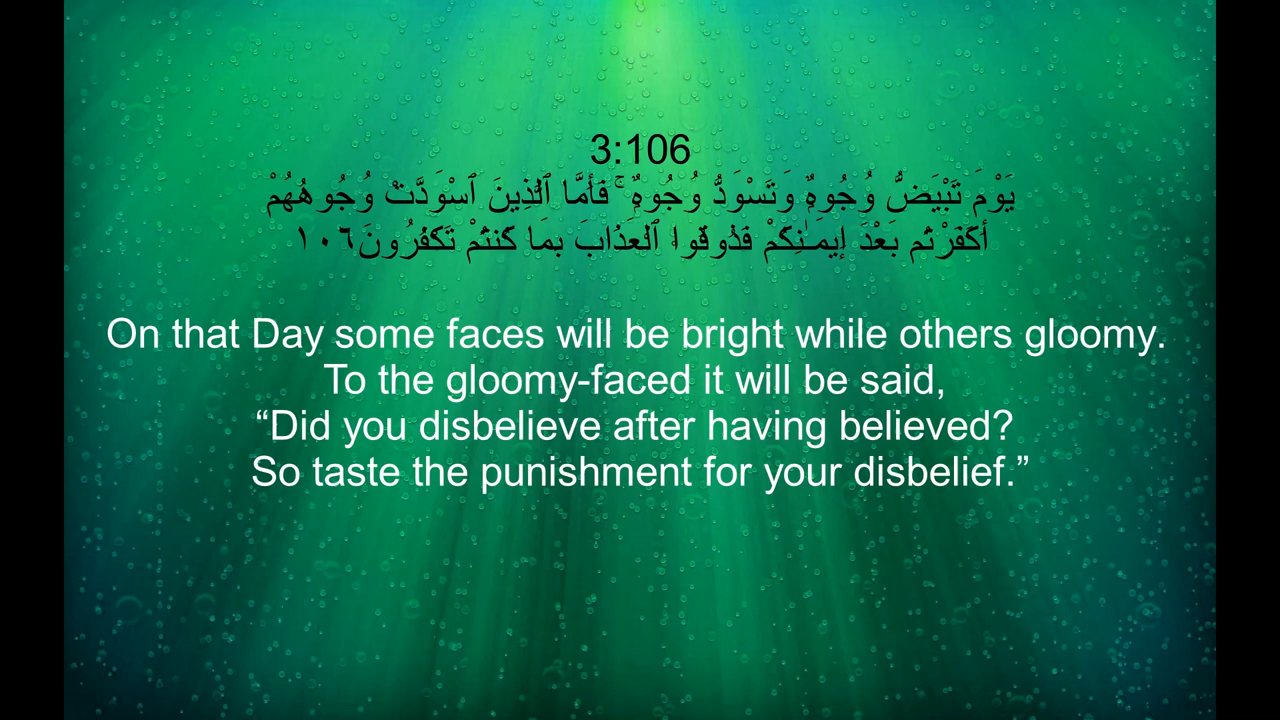 3:106
يَوْمَ تَبْيَضُّ وُجُوهٌ وَتَسْوَدُّ وُجُوهٌ ۚ فَأَمَّا ٱلَّذِينَ ٱسْوَدَّتْ وُجُوهُهُمْ
أَكَفَرْتُم بَعْدَ إِيمَـٰنِكُمْ فَذُوقُوا۟ ٱلْعَذَابَ بِمَا كُنتُمْ تَكْفُرُونَ ١٠٦
On that Day some faces will be bright while others gloomy.
To the gloomy-faced it will be said,
“Did you disbelieve after having believed?
So taste the punishment for your disbelief.”